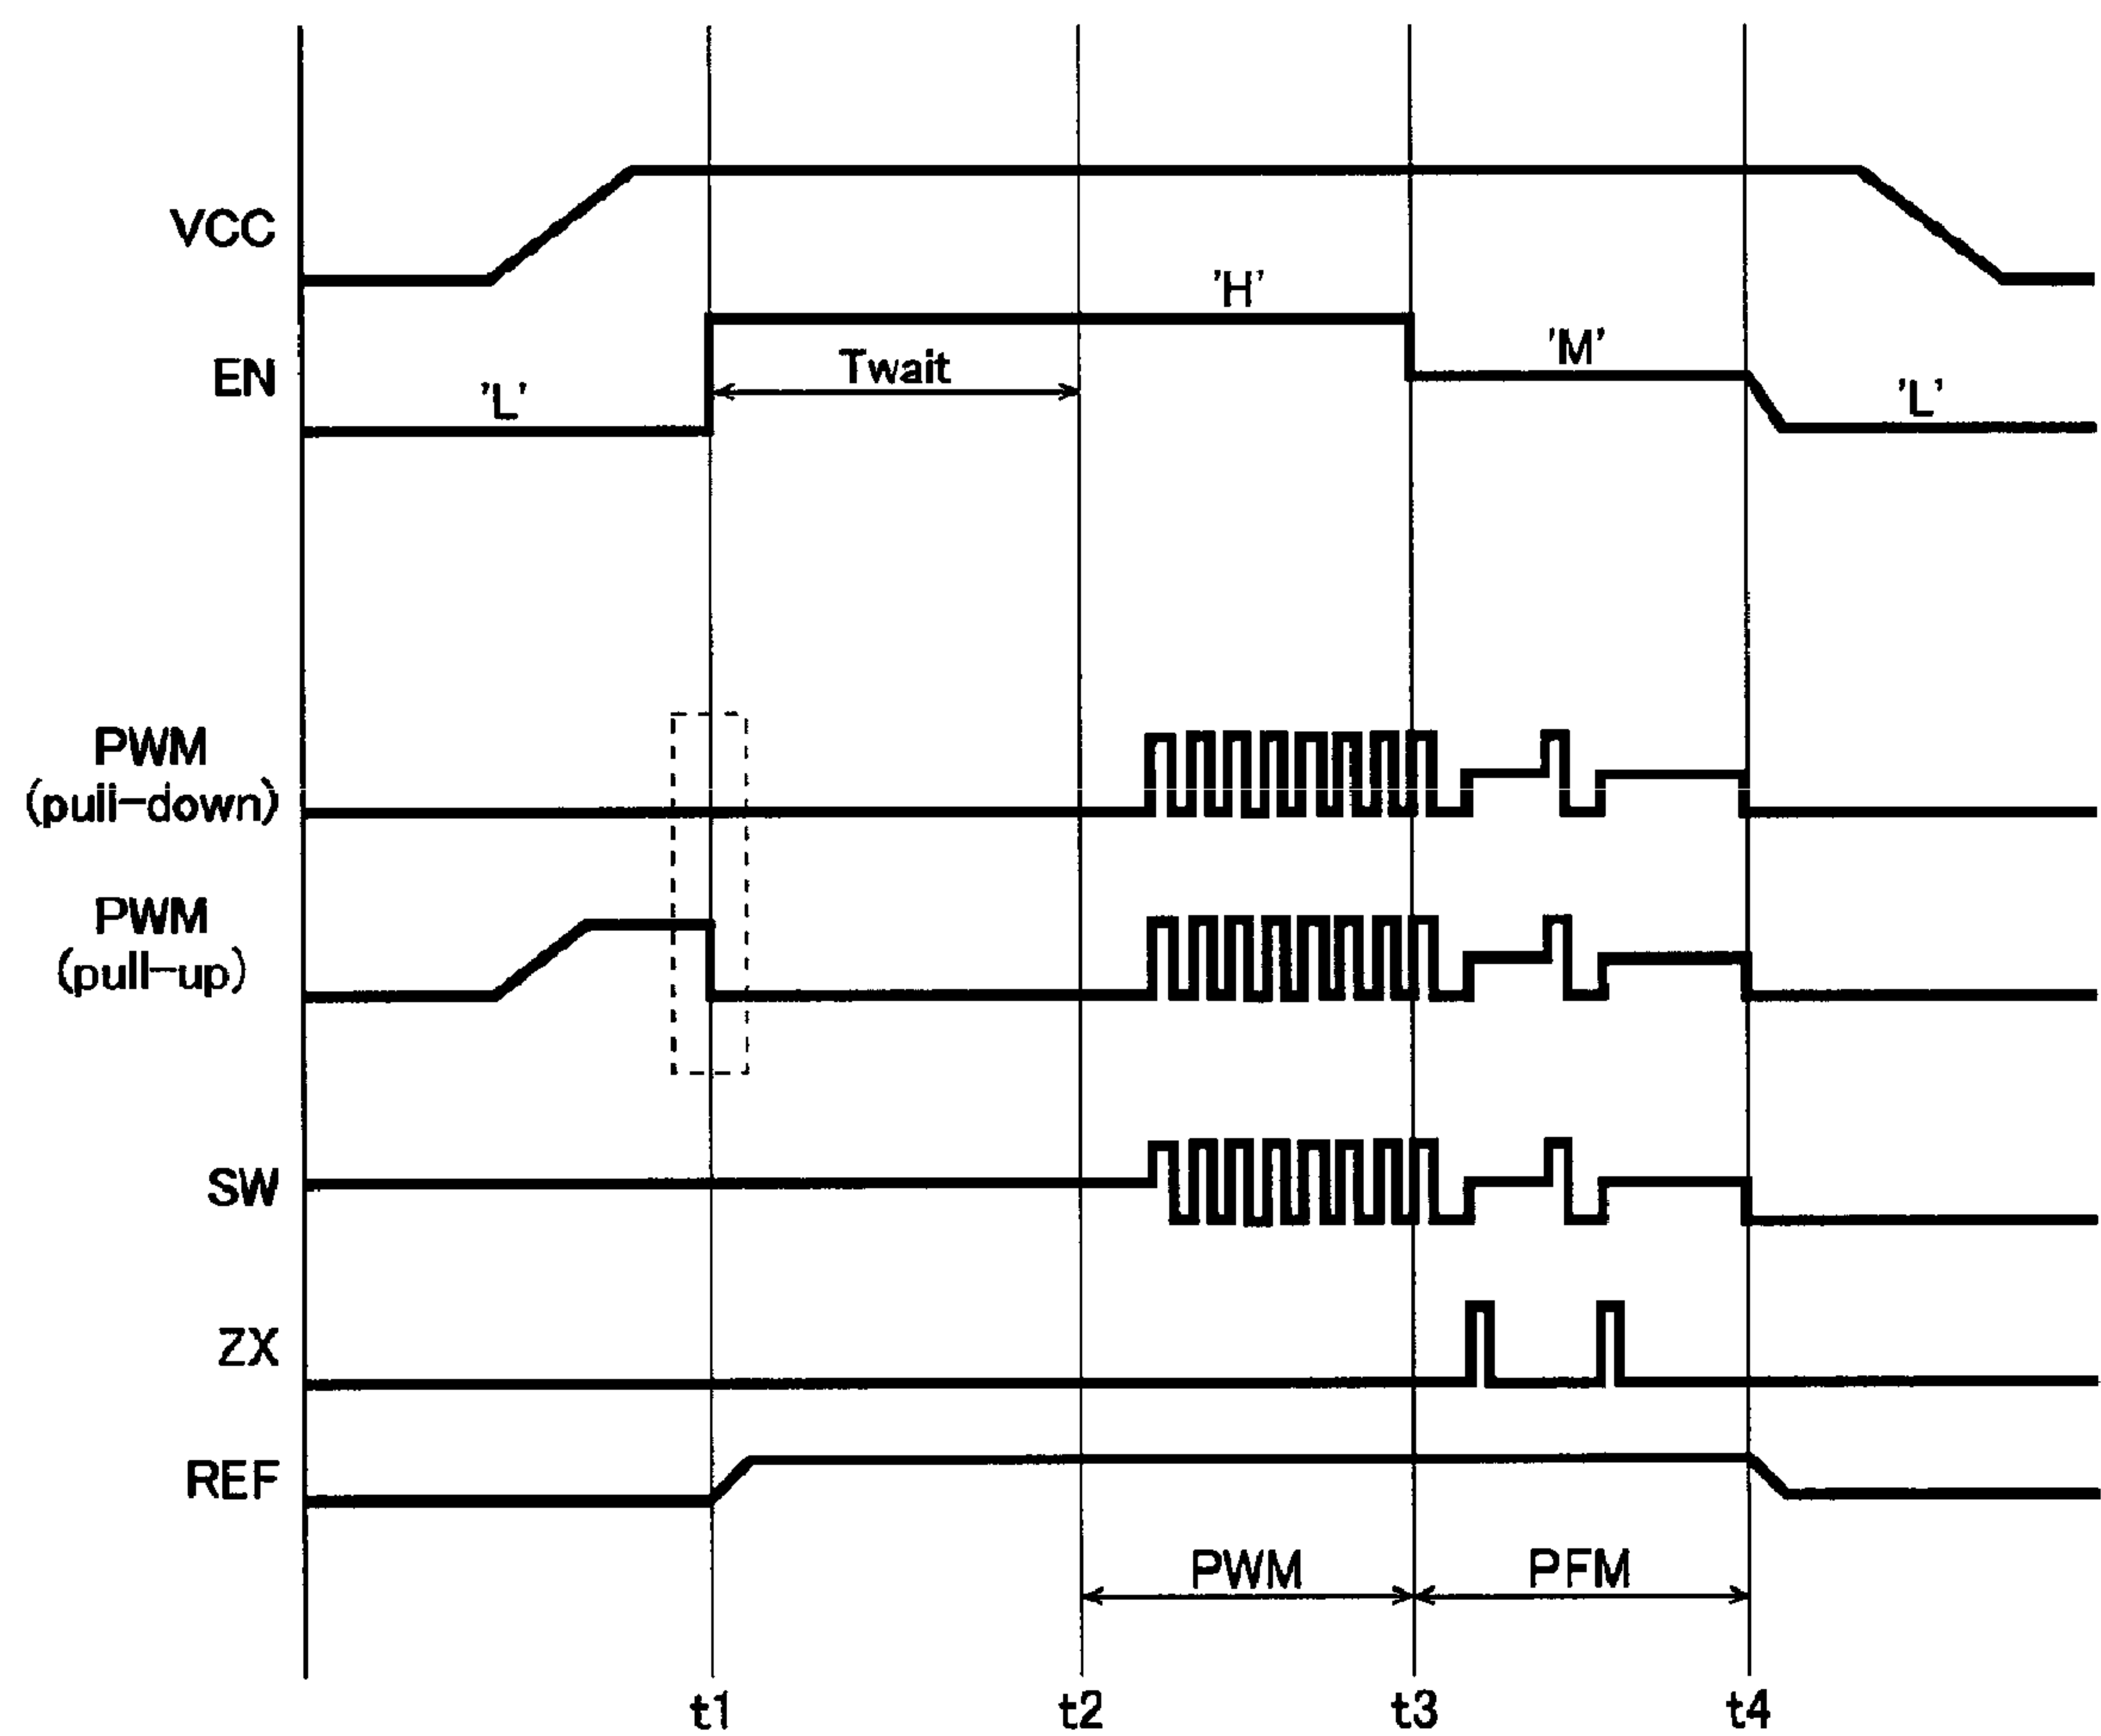 VCC
'H'
EN
'L'
Twait
'M'
'L'
PWM
(pull-down)
PWM
(pull-up)
SW
ZX
REF
PWM
PFM
t1
t2
t3
t4